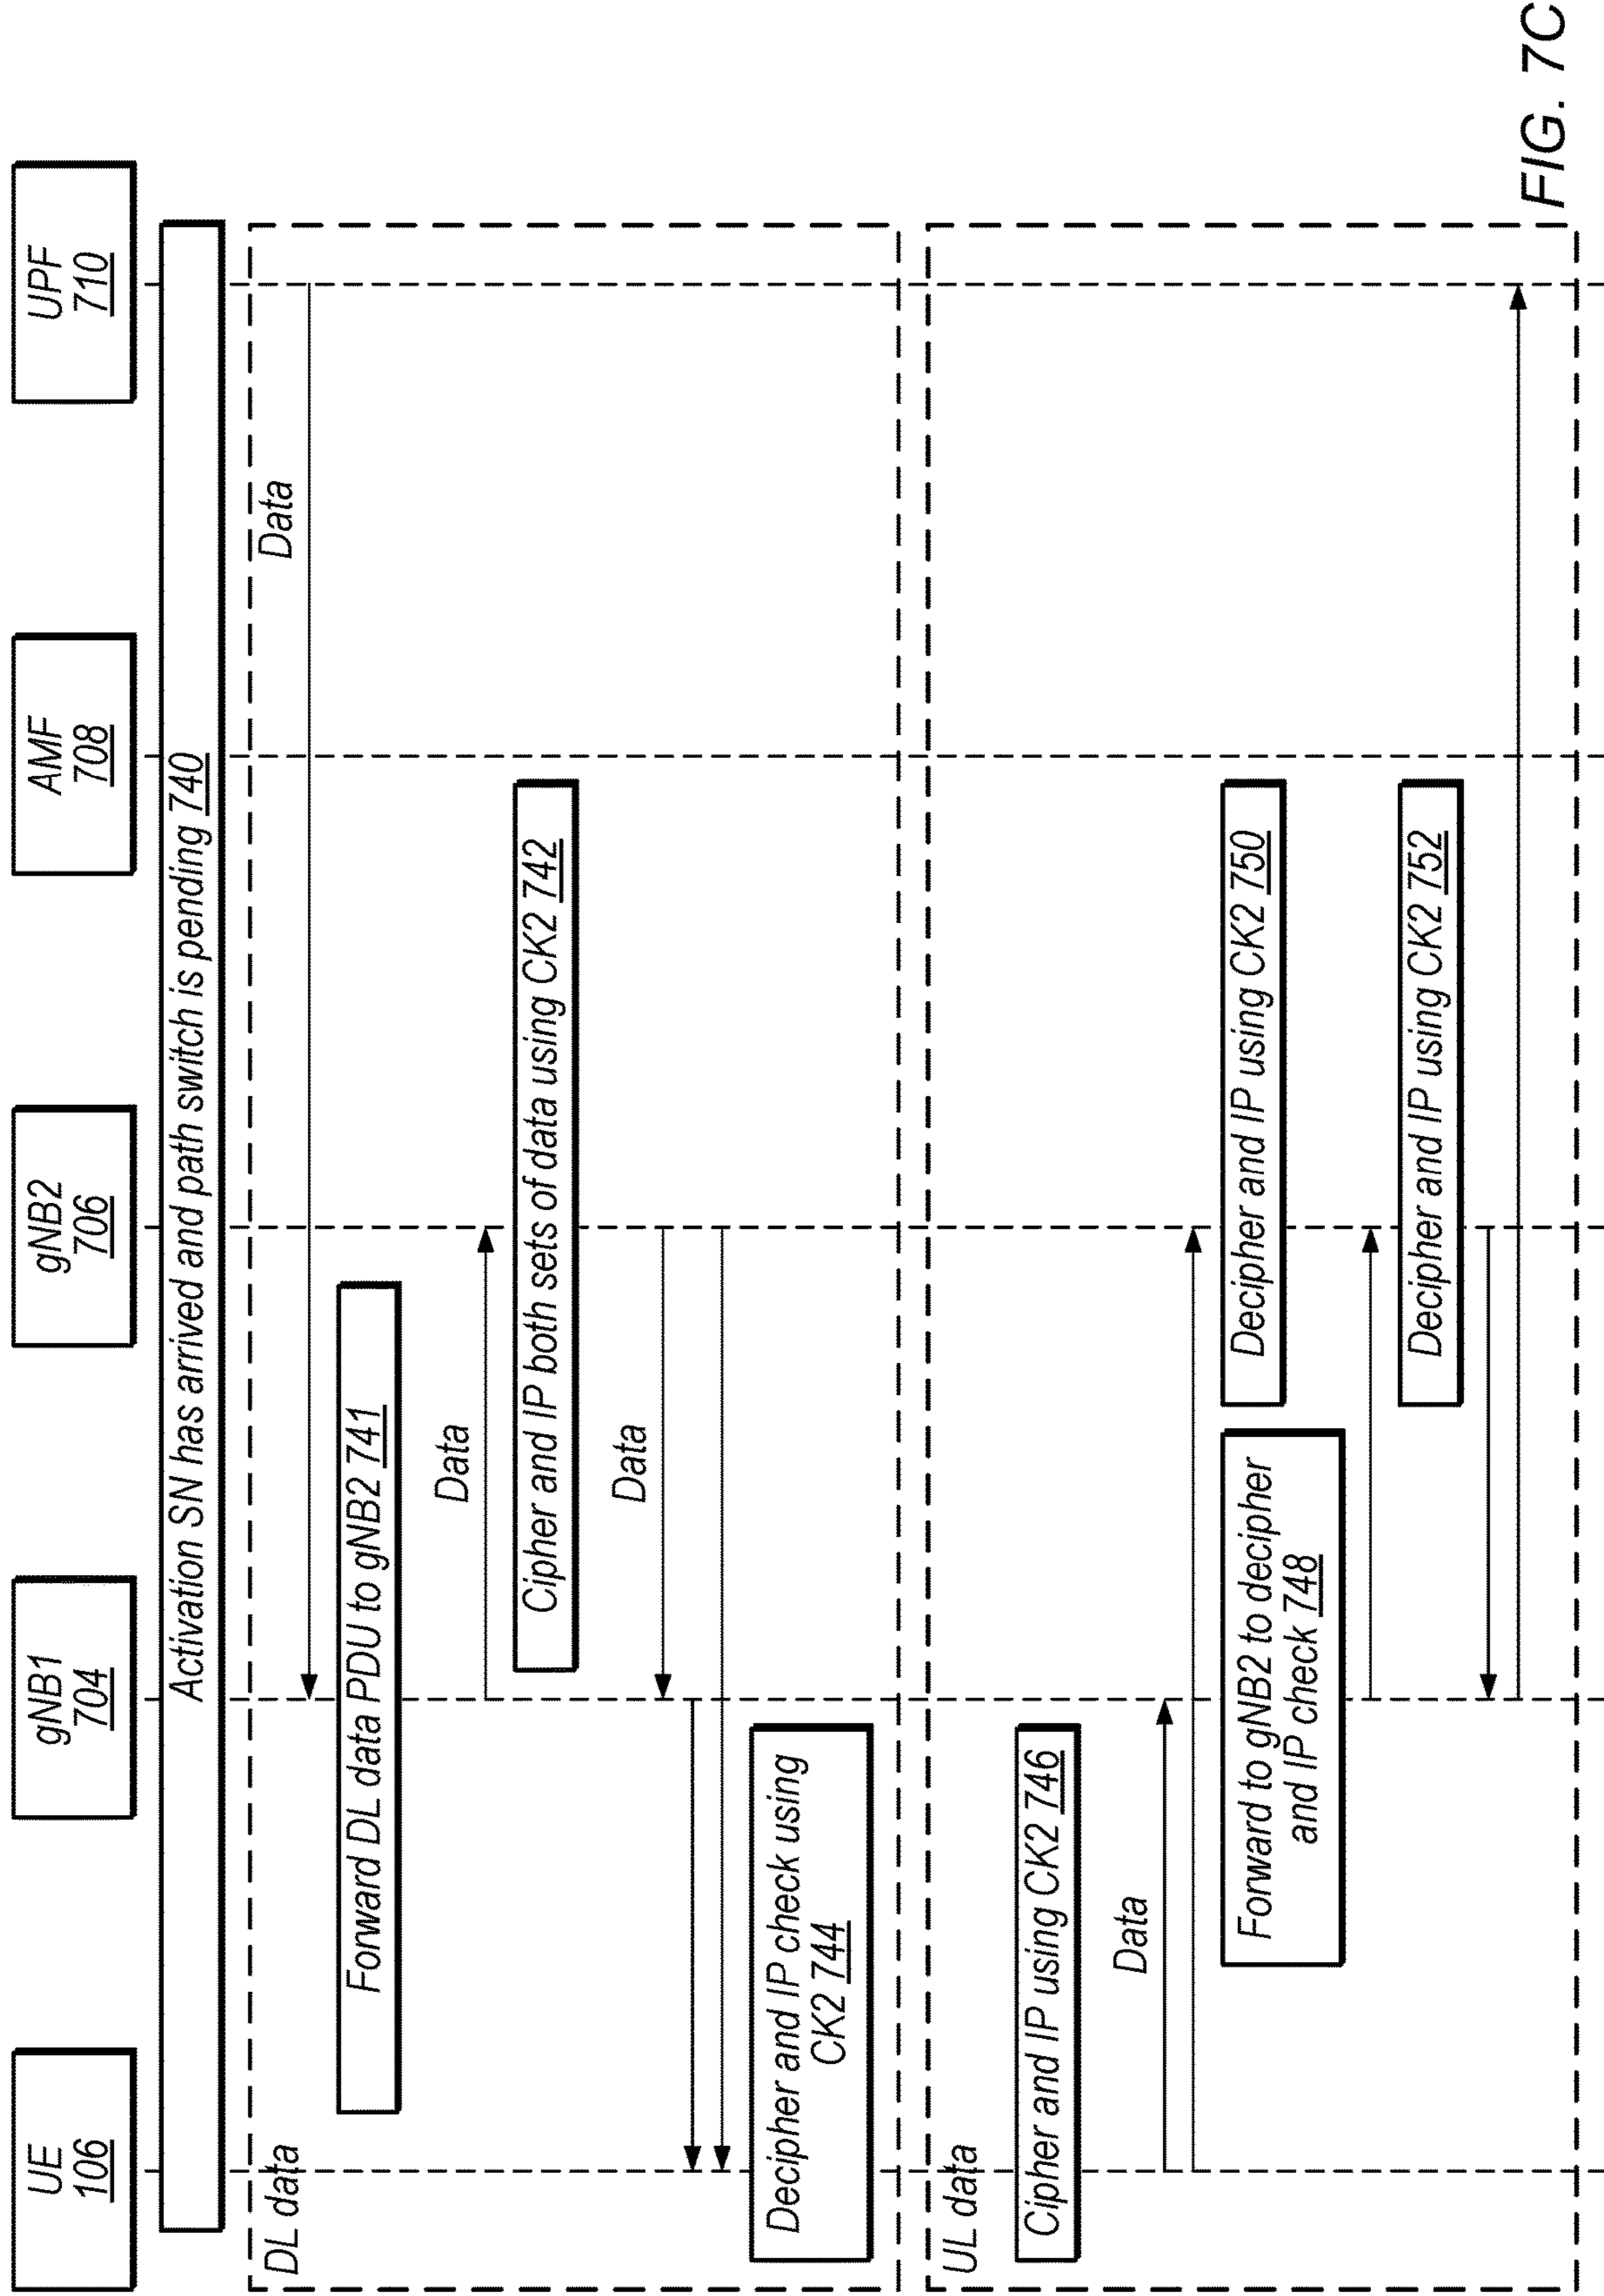 UE
106
gNB1
704
gNB2
706
AMF
708
UPF
710
Activation SN has arrived and path switch is pending 740
DL data
Data
Forward DL data PDU to gNB2 741
Data
Cipher and IP both sets of data using CK2 742
Data
Decipher and IP check using
CK2 744
UL data
Cipher and IP using CK2 746
Data
Forward to gNB2 to decipher
and IP check 748
Decipher and IP using CK2 750
Decipher and IP using CK2 752
FIG. 7C